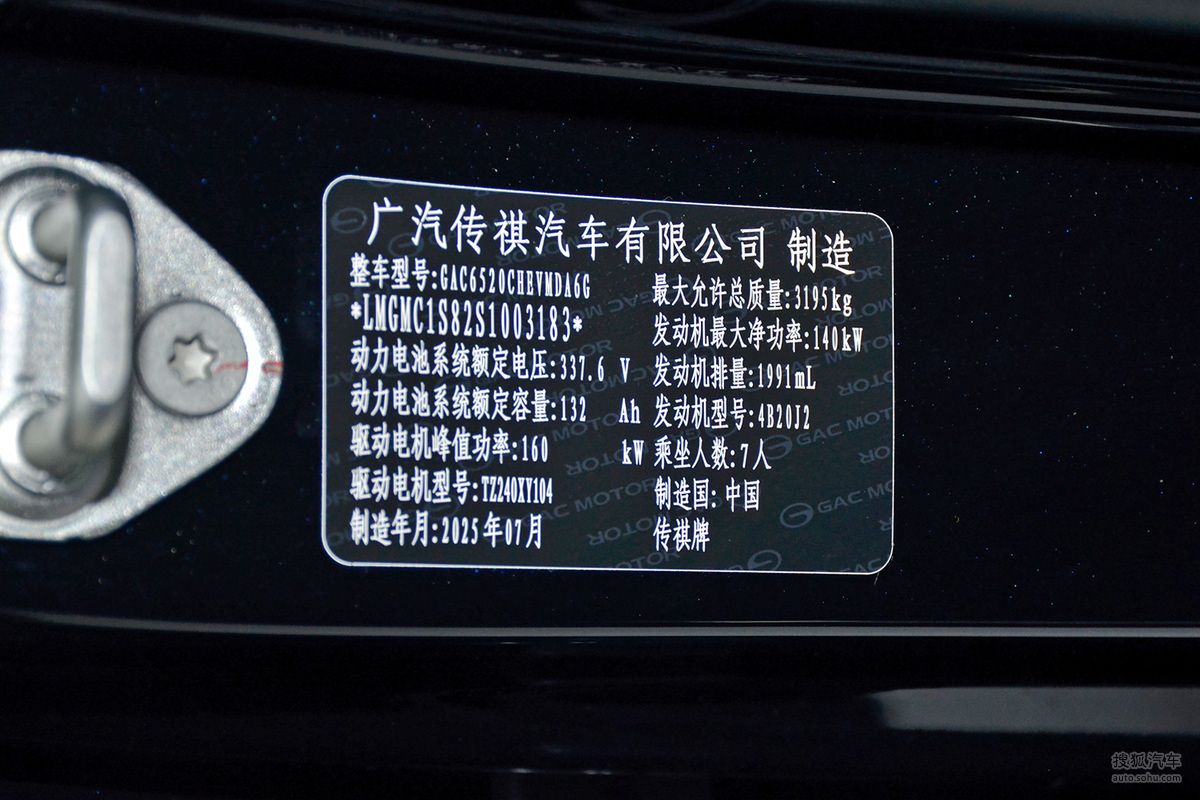 广汽传祺汽车有限公司 制造
整车型号:GAC6520CHEVMDA6G
*LMGMC1S82S1003183*
动力电池系统额定电压:337.6 V
动力电池系统额定容量:132 Ah
驱动电机峰值功率:160 kW
驱动电机型号:TZ240XY104
制造年月:2025年07月
最大允许总质量:3195kg
发动机最大净功率:140kW
发动机排量:1991mL
发动机型号:4B20J2
乘坐人数:7人
制造国:中国
传祺牌
GAC MOTOR
搜狐汽车
auto.sohu.com